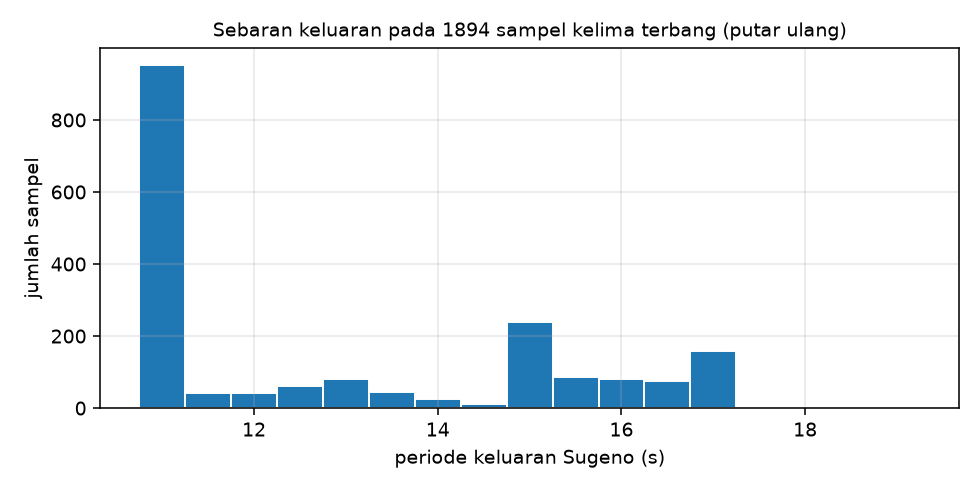 Sebaran keluaran pada 1894 sampel kelima terbang (putar ulang)
jumlah sampel
800
600
400
200
0
12 14 16 18
periode keluaran Sugeno (s)